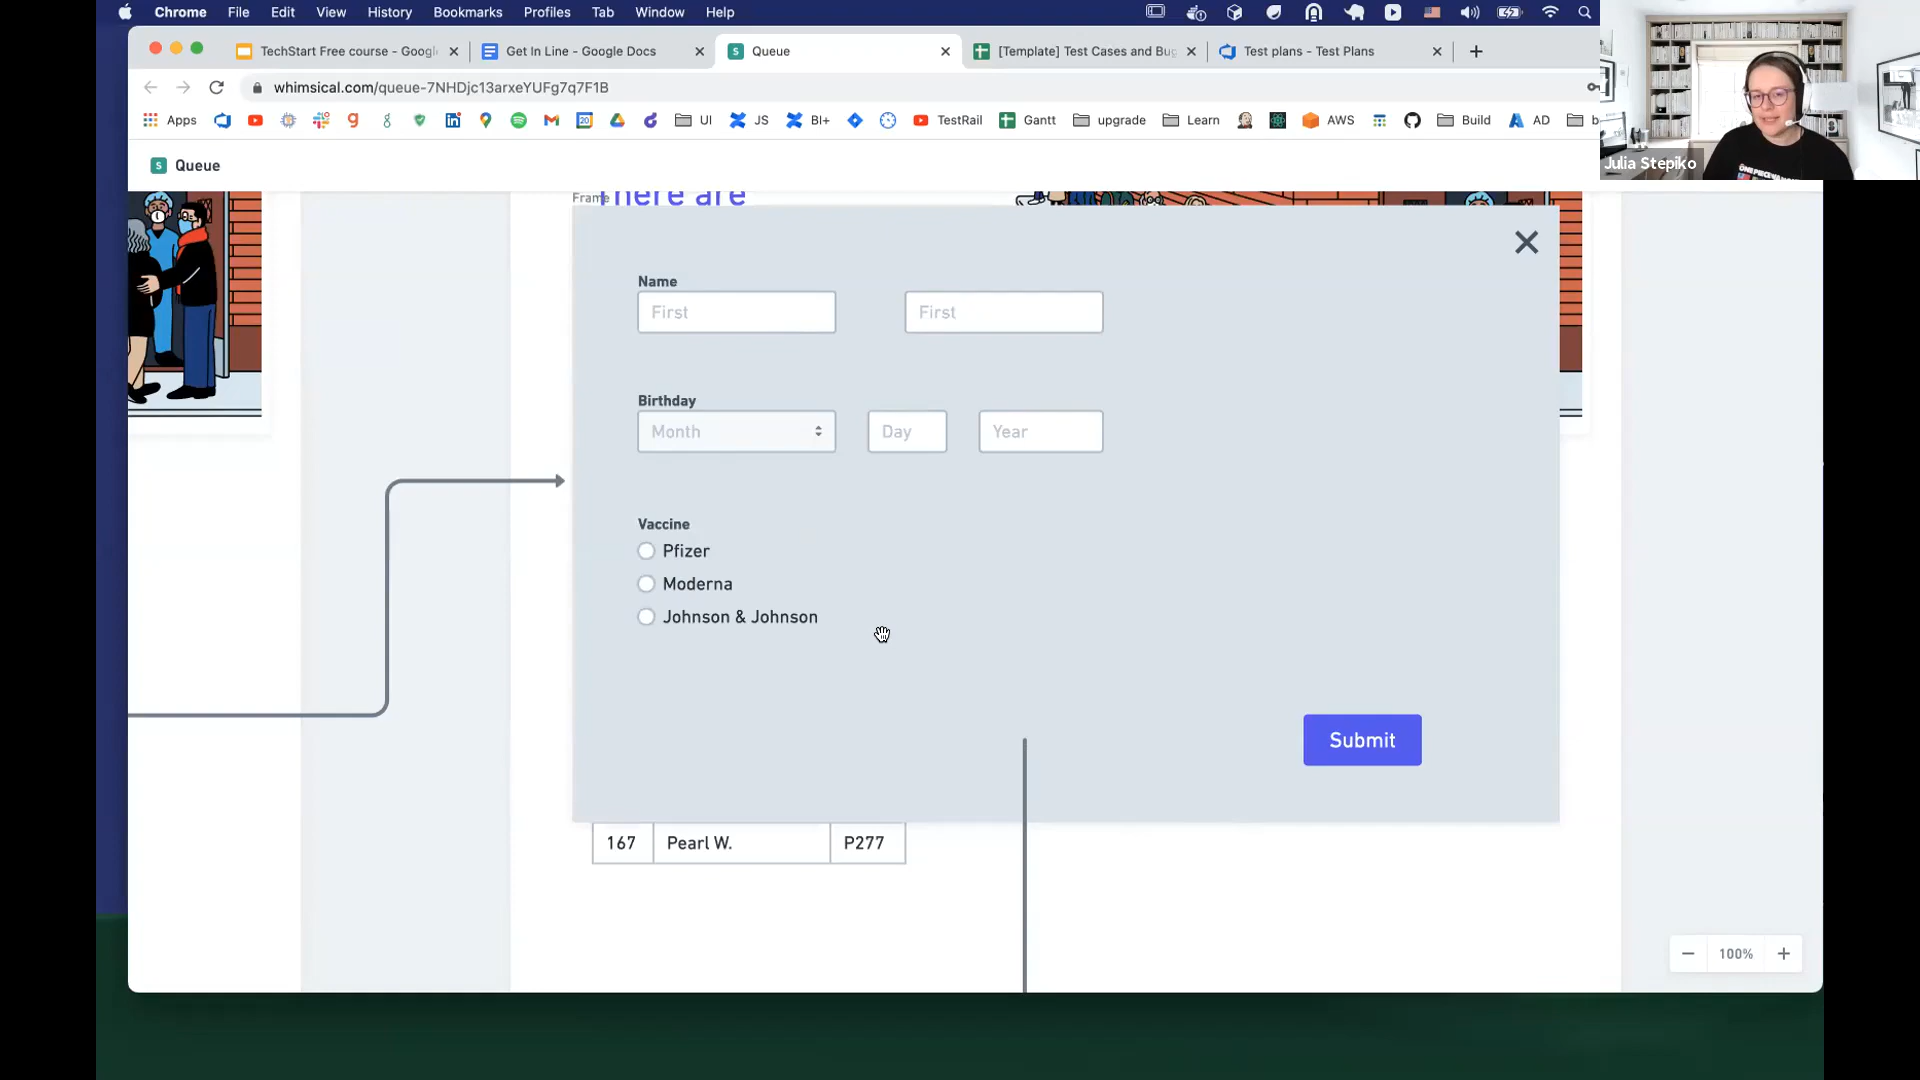 Chrome File Edit View History Bookmarks Profiles Tab Window Help
TechStart Free course - Google
Get In Line - Google Docs
Queue
[Template] Test Cases and Bug
Test plans - Test Plans
whimsical.com/queue-7NHDjc13arxeYUFg7q7F1B
Apps
UI
JS
BI+
TestRail
Gantt
upgrade
Learn
AWS
Build
AD
Julia Stepiko
Queue
There are
Frame
Name
First First
Birthday
Month Day Year
Vaccine
Pfizer
Moderna
Johnson & Johnson
Submit
167 Pearl W. P277
100%